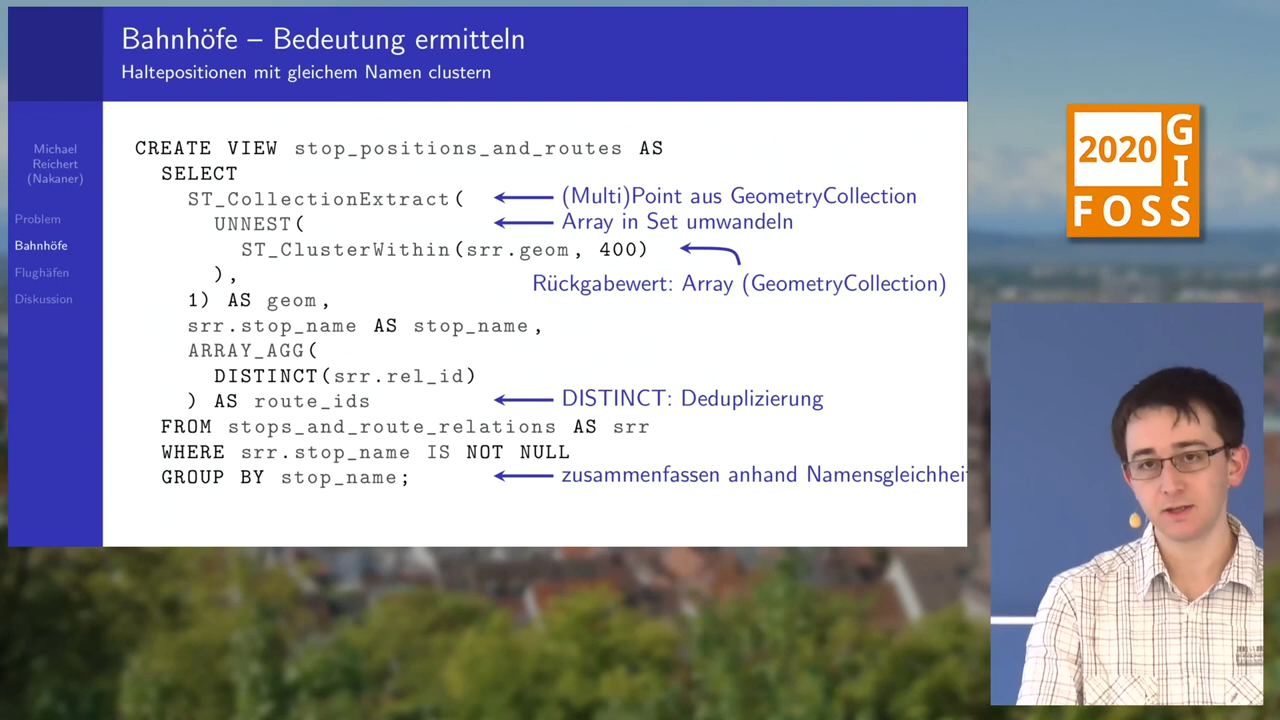 Bahnhöfe – Bedeutung ermitteln
Haltepositionen mit gleichem Namen clustern
Michael
Reichert
(Nakaner)
Problem
Bahnhöfe
Flughäfen
Diskussion
CREATE VIEW stop_positions_and_routes AS
SELECT
ST_CollectionExtract( (Multi)Point aus GeometryCollection
UNNEST( Array in Set umwandeln
ST_ClusterWithin(srr.geom, 400)
), Rückgabewert: Array (GeometryCollection)
1) AS geom,
srr.stop_name AS stop_name,
ARRAY_AGG(
DISTINCT(srr.rel_id)
) AS route_ids DISTINCT: Deduplizierung
FROM stops_and_route_relations AS srr
WHERE srr.stop_name IS NOT NULL
GROUP BY stop_name; zusammenfassen anhand Namensgleichhei
2020
FOSS
GIS